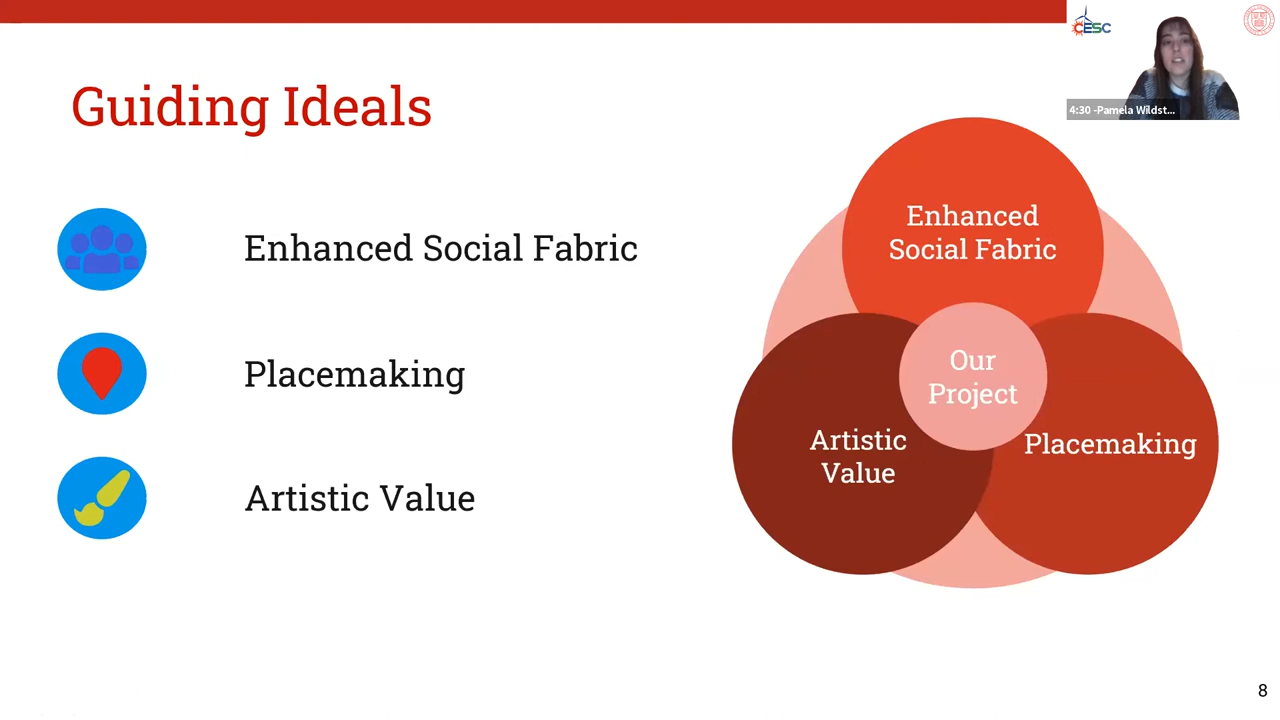 CESC
4:30 -Pamela Wildst...
Guiding Ideals
Enhanced Social Fabric
Placemaking
Artistic Value
Enhanced
Social Fabric
Our
Project
Artistic
Value
Placemaking
8